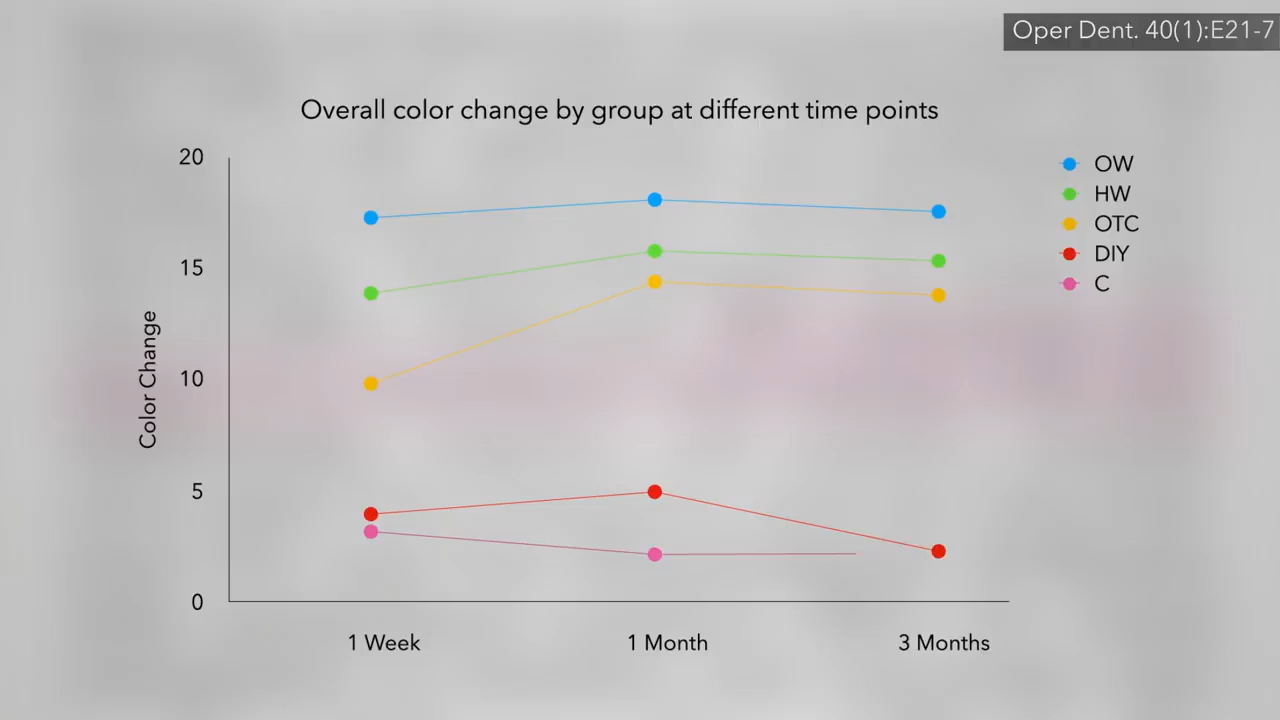 Oper Dent. 40(1):E21-7
Overall color change by group at different time points
20
15
10
5
0
Color Change
1 Week
1 Month
3 Months
OW
HW
OTC
DIY
C